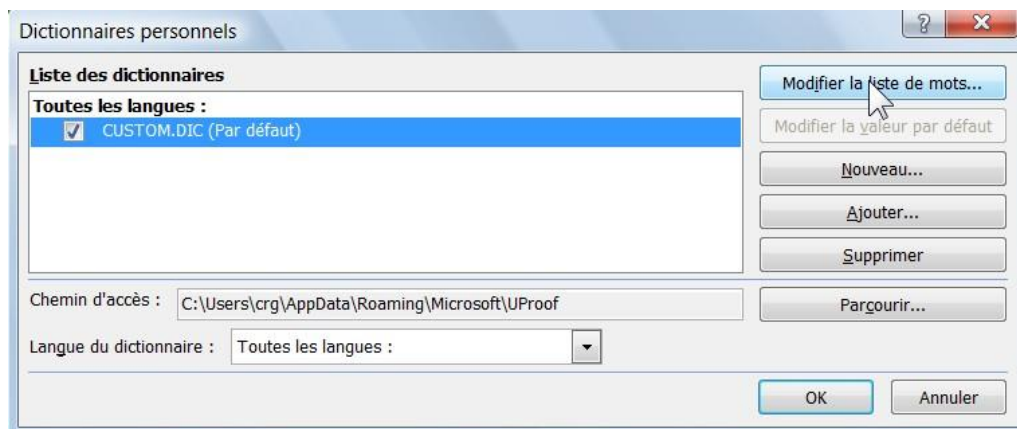 Dictionnaires personnels
Liste des dictionnaires
Toutes les langues :
CUSTOM.DIC (Par défaut)
Modifier la liste de mots...
Modifier la valeur par défaut
Nouveau...
Ajouter...
Supprimer
Chemin d'accès : C:\Users\crg\AppData\Roaming\Microsoft\UProof
Parcourir...
Langue du dictionnaire : Toutes les langues :
OK
Annuler